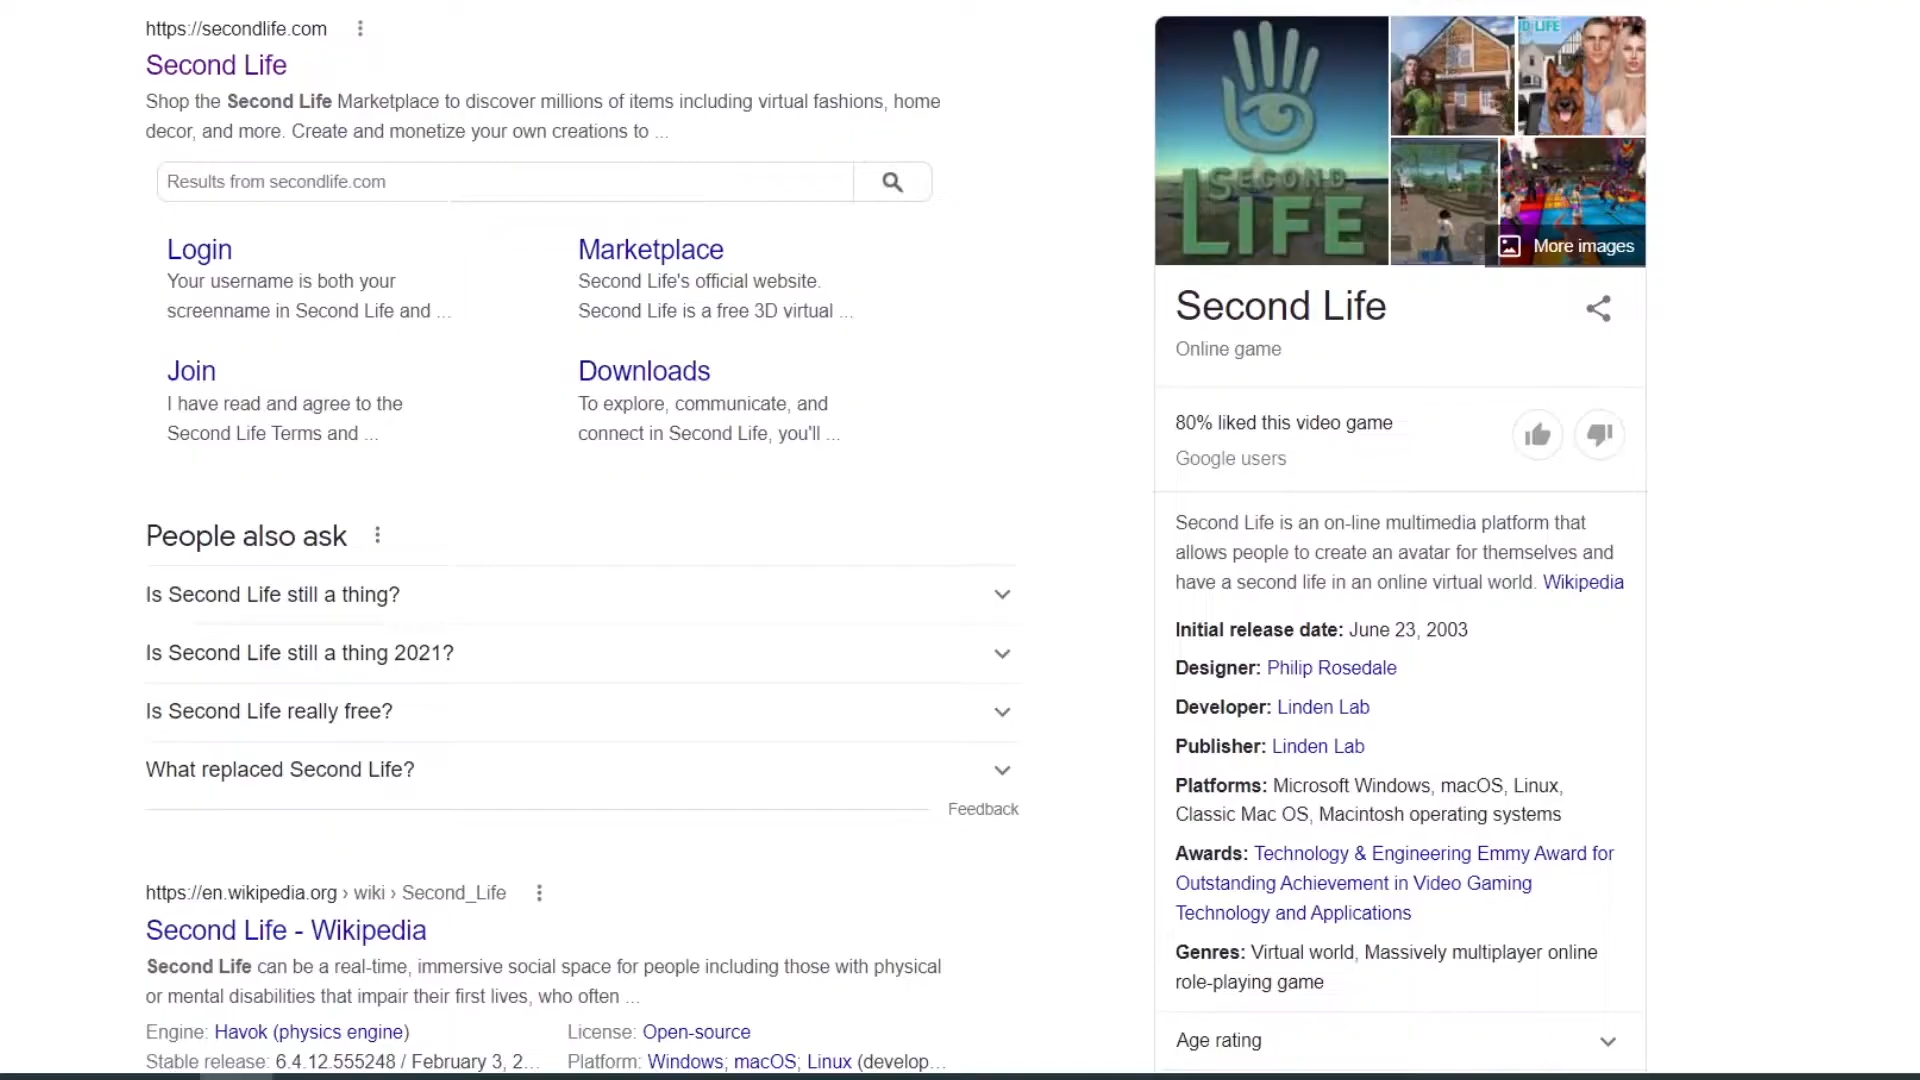 https://secondlife.com
Second Life
Shop the Second Life Marketplace to discover millions of items including virtual fashions, home
decor, and more. Create and monetize your own creations to ...
Results from secondlife.com
Login
Your username is both your
screenname in Second Life and ...
Marketplace
Second Life's official website.
Second Life is a free 3D virtual ...
Join
I have read and agree to the
Second Life Terms and ...
Downloads
To explore, communicate, and
connect in Second Life, you'll ...
People also ask
Is Second Life still a thing?
Is Second Life still a thing 2021?
Is Second Life really free?
What replaced Second Life?
Feedback
https://en.wikipedia.org › wiki › Second_Life
Second Life - Wikipedia
Second Life can be a real-time, immersive social space for people including those with physical
or mental disabilities that impair their first lives, who often ...
Engine: Havok (physics engine)
License: Open-source
Stable release: 6.4.12.555248 / February 3, 2...
Platform: Windows; macOS; Linux (develop...
SECOND
LIFE
D LIFE
More images
Second Life
Online game
80% liked this video game
Google users
Second Life is an on-line multimedia platform that
allows people to create an avatar for themselves and
have a second life in an online virtual world. Wikipedia
Initial release date: June 23, 2003
Designer: Philip Rosedale
Developer: Linden Lab
Publisher: Linden Lab
Platforms: Microsoft Windows, macOS, Linux,
Classic Mac OS, Macintosh operating systems
Awards: Technology & Engineering Emmy Award for
Outstanding Achievement in Video Gaming
Technology and Applications
Genres: Virtual world, Massively multiplayer online
role-playing game
Age rating